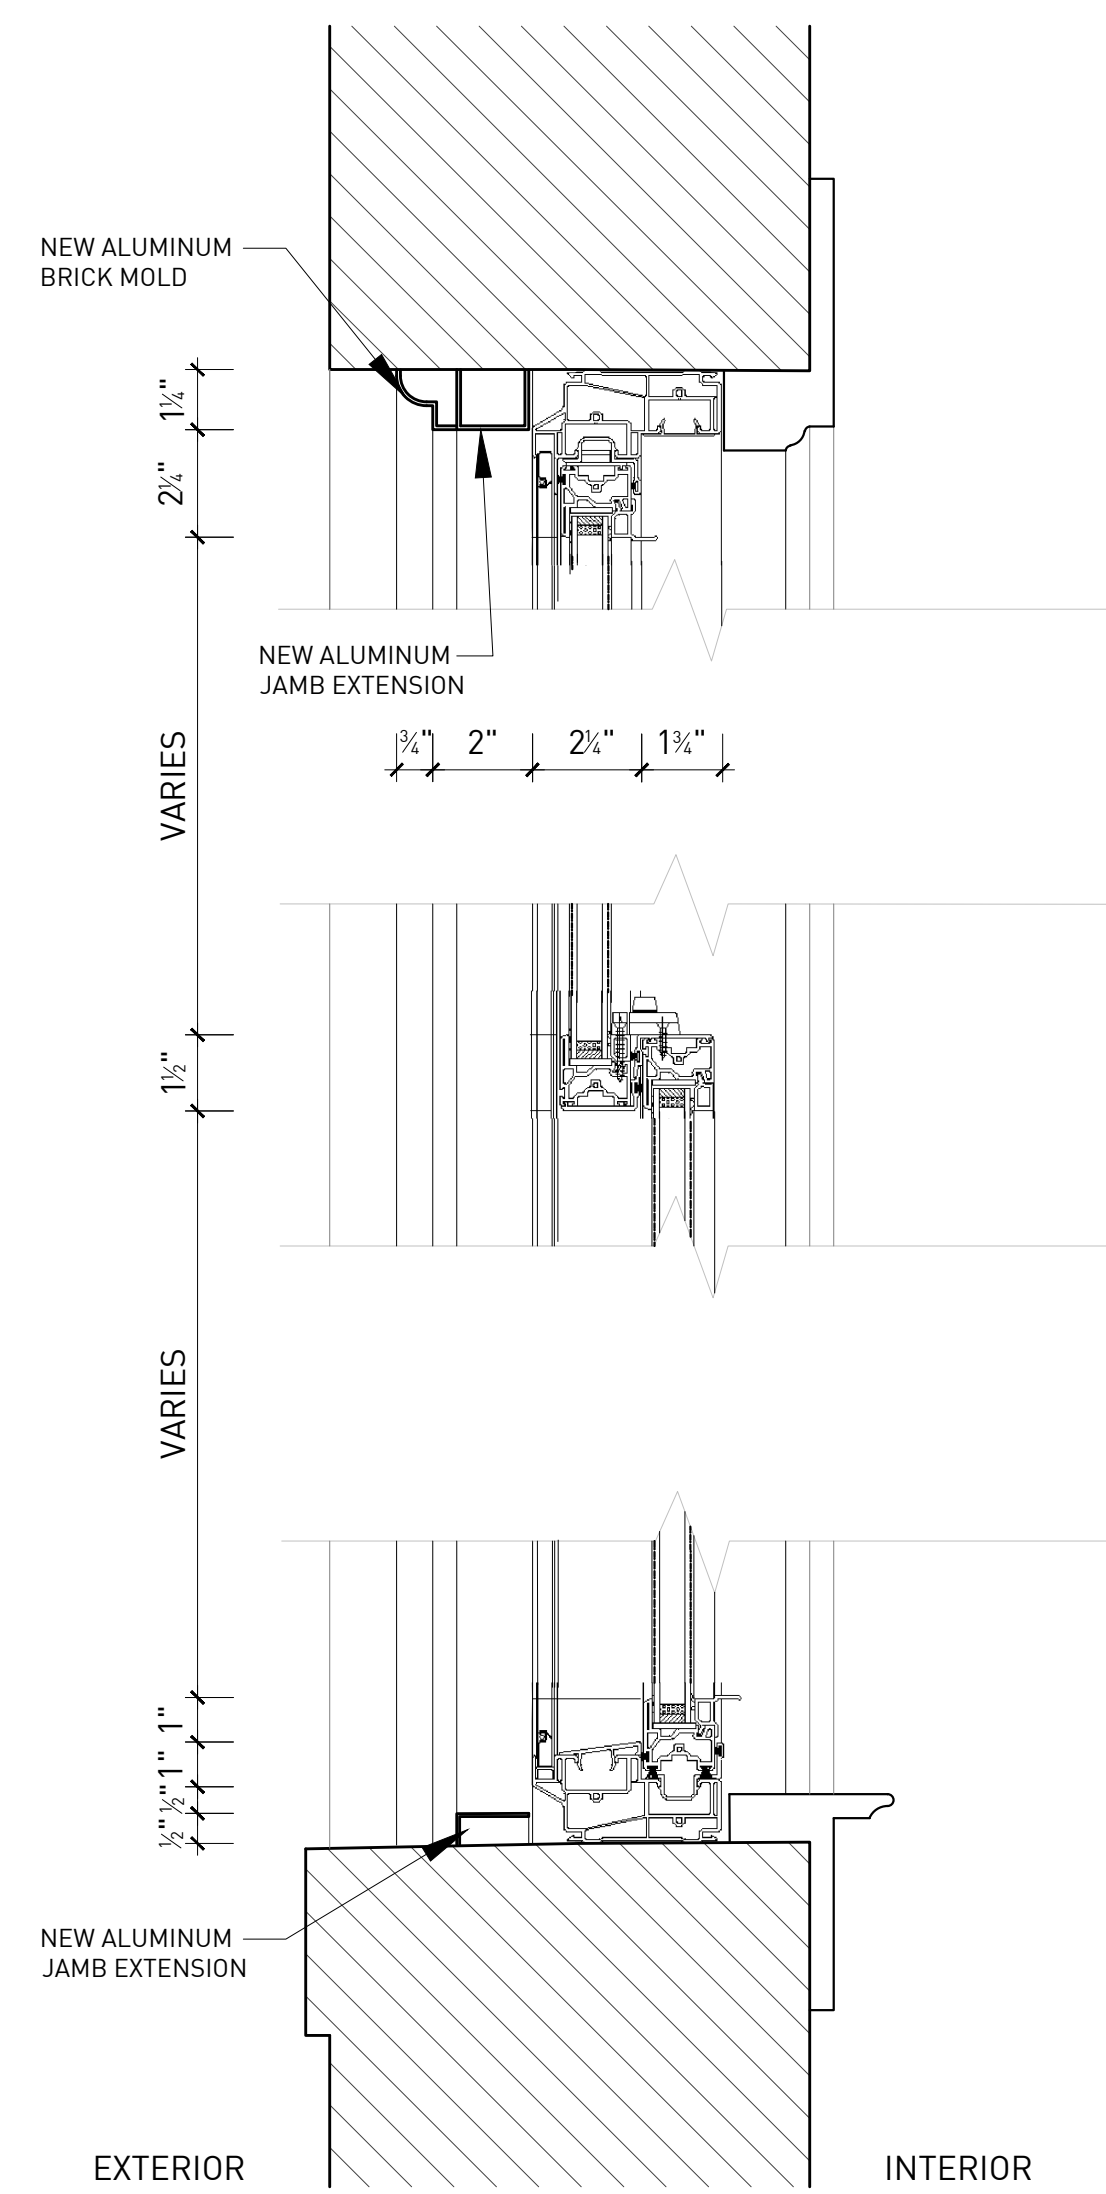 NEW ALUMINUM
BRICK MOLD
1¼"
2¼"
NEW ALUMINUM
JAMB EXTENSION
VARIES
¾" 2" 2¼" 1¾"
1½"
VARIES
1"
1"
½"
½"
NEW ALUMINUM
JAMB EXTENSION
EXTERIOR INTERIOR